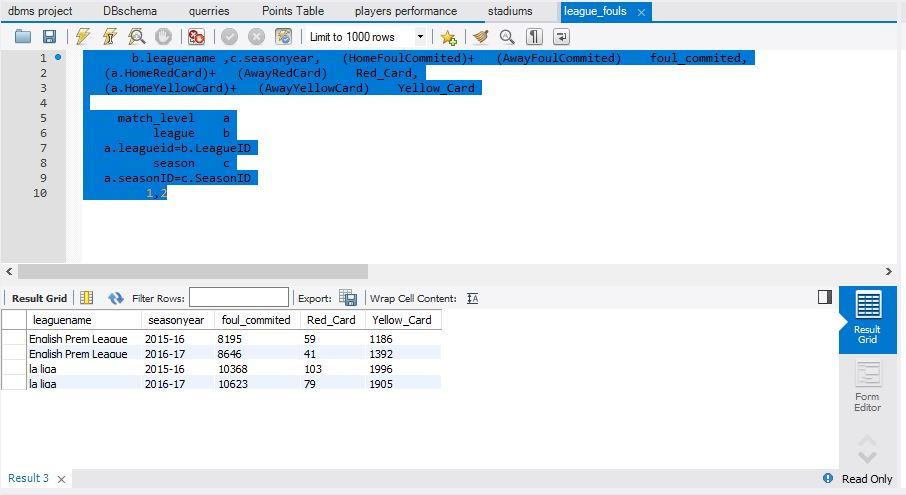 dbms project DBschema querries Points Table players performance stadiums league_fouls
Limit to 1000 rows
1 b.leaguename ,c.seasonyear, (HomeFoulCommited)+ (AwayFoulCommited) foul_commited,
2 (a.HomeRedCard)+ (AwayRedCard) Red_Card,
3 (a.HomeYellowCard)+ (AwayYellowCard) Yellow_Card
4
5 match_level a
6 league b
7 a.leagueid=b.LeagueID
8 season c
9 a.seasonID=c.SeasonID
10 1,2
Result Grid Filter Rows: Export: Wrap Cell Content:
leaguename seasonyear foul_commited Red_Card Yellow_Card
English Prem League 2015-16 8195 59 1186
English Prem League 2016-17 8646 41 1392
la liga 2015-16 10368 103 1996
la liga 2016-17 10623 79 1905
Result
Grid
Form
Editor
Result 3 Read Only